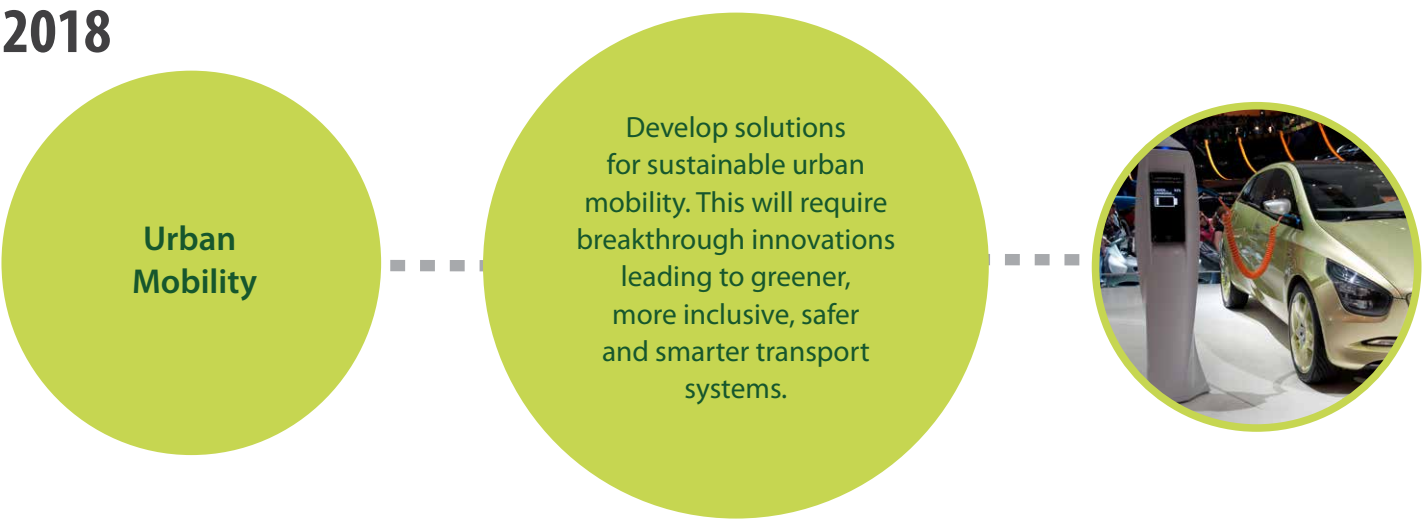 2018
Urban
Mobility
Develop solutions
for sustainable urban
mobility. This will require
breakthrough innovations
leading to greener,
more inclusive, safer
and smarter transport
systems.